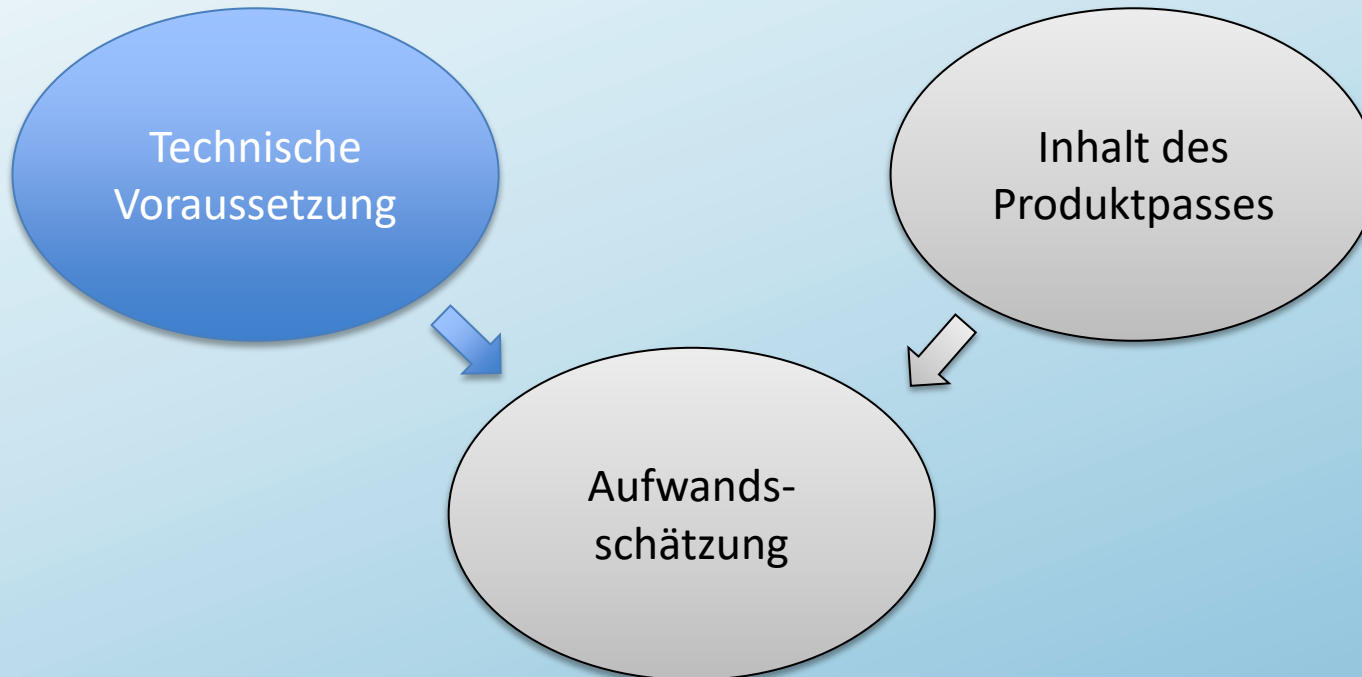 Technische
Voraussetzung
Inhalt des
Produktpasses
Aufwands-
schätzung